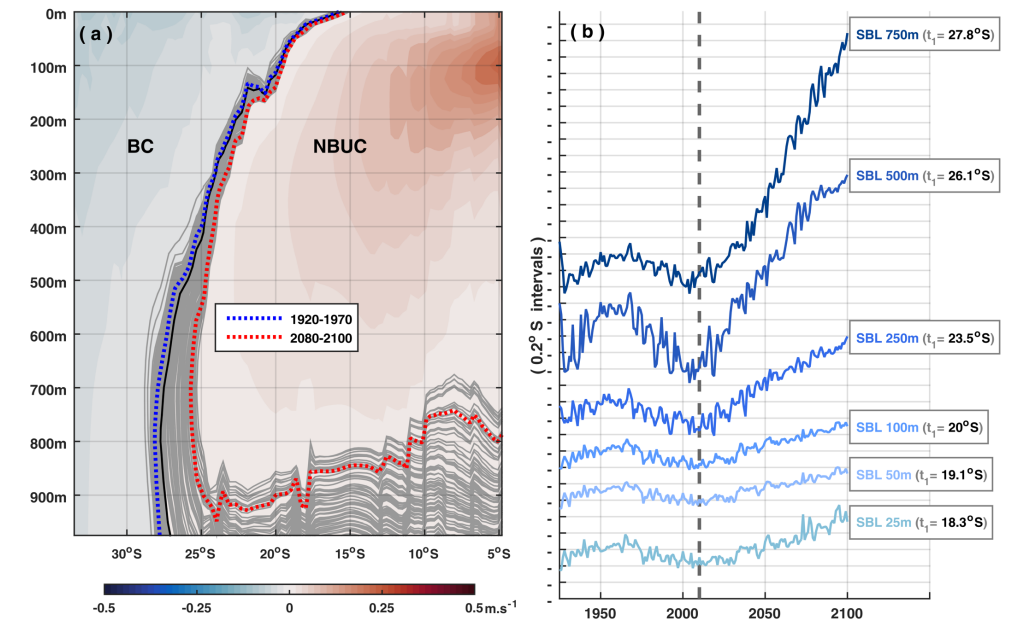 0m
100m
200m
300m
400m
500m
600m
700m
800m
900m
( a )
BC
NBUC
1920-1970
2080-2100
30°S 25°S 20°S 15°S 10°S 5°S
-0.5 -0.25 0 0.25 0.5 m.s⁻¹
( b )
( 0.2° S intervals )
SBL 750m (t₁= 27.8°S)
SBL 500m (t₁= 26.1°S)
SBL 250m (t₁= 23.5°S)
SBL 100m (t₁= 20°S)
SBL 50m (t₁= 19.1°S)
SBL 25m (t₁= 18.3°S)
1950 2000 2050 2100